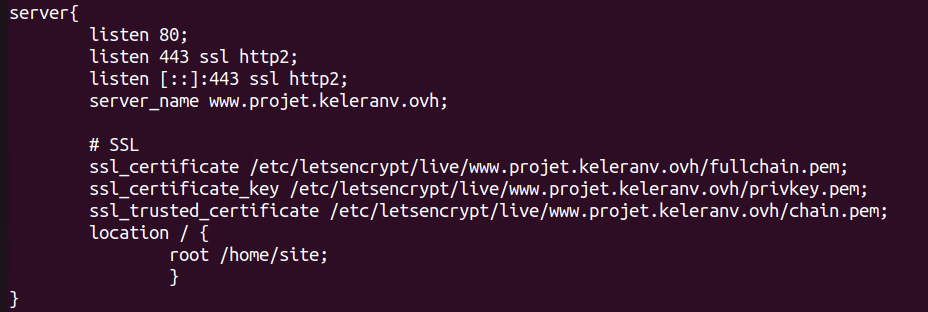 server{
listen 80;
listen 443 ssl http2;
listen [::]:443 ssl http2;
server_name www.projet.keleranv.ovh;
# SSL
ssl_certificate /etc/letsencrypt/live/www.projet.keleranv.ovh/fullchain.pem;
ssl_certificate_key /etc/letsencrypt/live/www.projet.keleranv.ovh/privkey.pem;
ssl_trusted_certificate /etc/letsencrypt/live/www.projet.keleranv.ovh/chain.pem;
location / {
root /home/site;
}
}